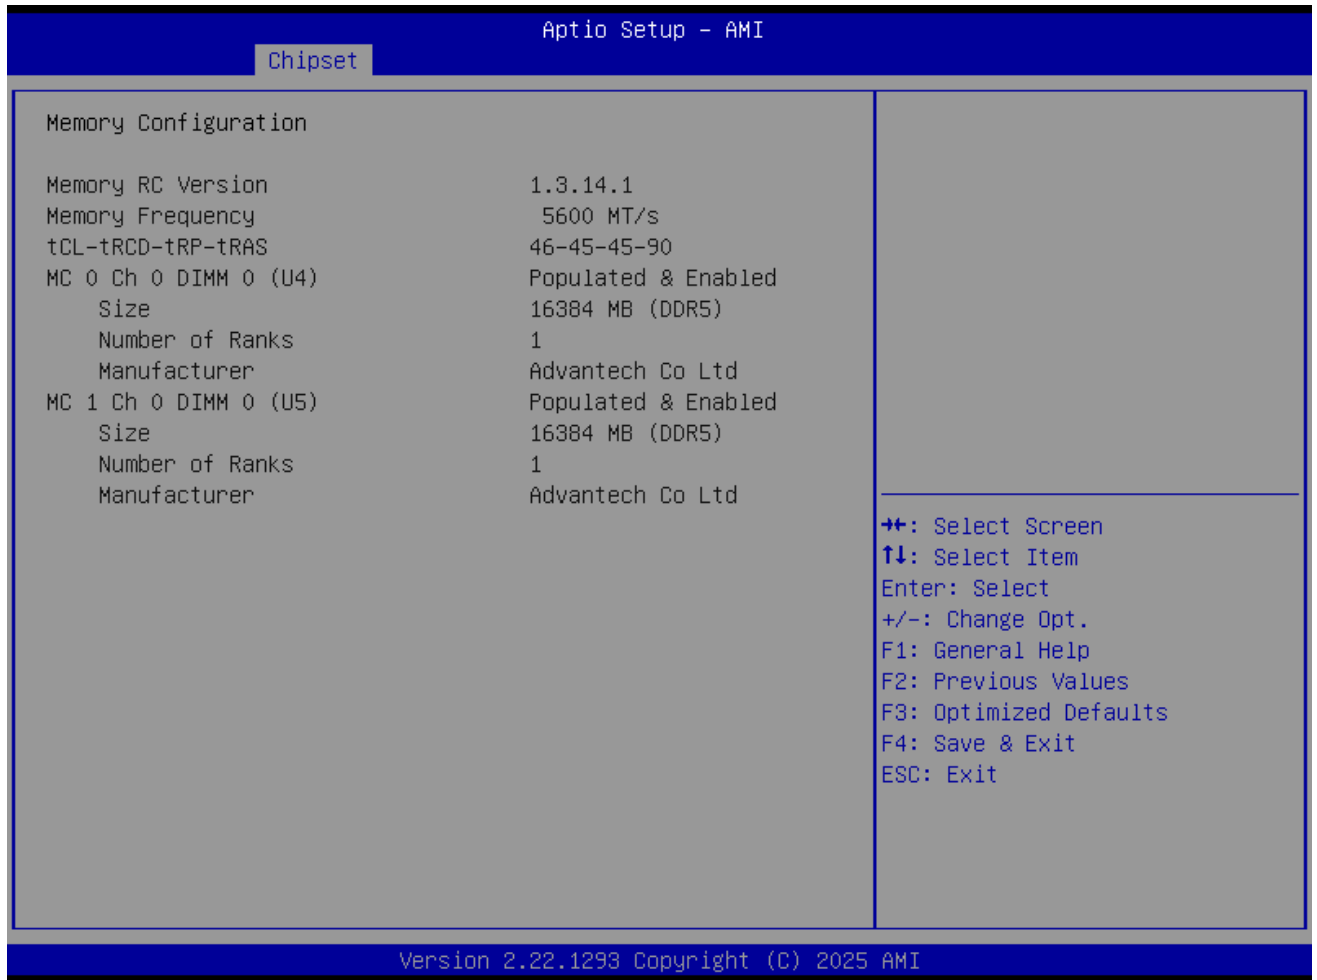 Aptio Setup – AMI
Chipset
Memory Configuration
Memory RC Version 1.3.14.1
Memory Frequency 5600 MT/s
tCL-tRCD-tRP-tRAS 46-45-45-90
MC 0 Ch 0 DIMM 0 (U4) Populated & Enabled
Size 16384 MB (DDR5)
Number of Ranks 1
Manufacturer Advantech Co Ltd
MC 1 Ch 0 DIMM 0 (U5) Populated & Enabled
Size 16384 MB (DDR5)
Number of Ranks 1
Manufacturer Advantech Co Ltd
→←: Select Screen
↑↓: Select Item
Enter: Select
+/-: Change Opt.
F1: General Help
F2: Previous Values
F3: Optimized Defaults
F4: Save & Exit
ESC: Exit
Version 2.22.1293 Copyright (C) 2025 AMI